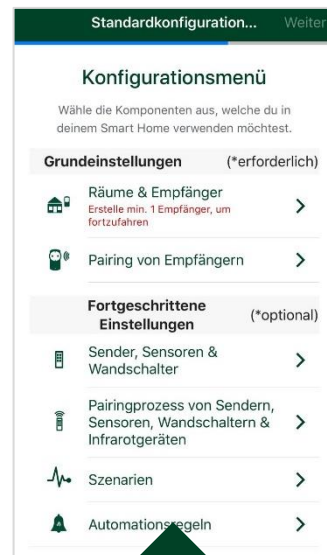 Standardkonfiguration... Weiter
Konfigurationsmenü
Wähle die Komponenten aus, welche du in
deinem Smart Home verwenden möchtest.
Grundeinstellungen (*erforderlich)
Räume & Empfänger
Erstelle min. 1 Empfänger, um
fortzufahren
Pairing von Empfängern
Fortgeschrittene
Einstellungen (*optional)
Sender, Sensoren &
Wandschalter
Pairingprozess von Sendern,
Sensoren, Wandschaltern &
Infrarotgeräten
Szenarien
Automationsregeln